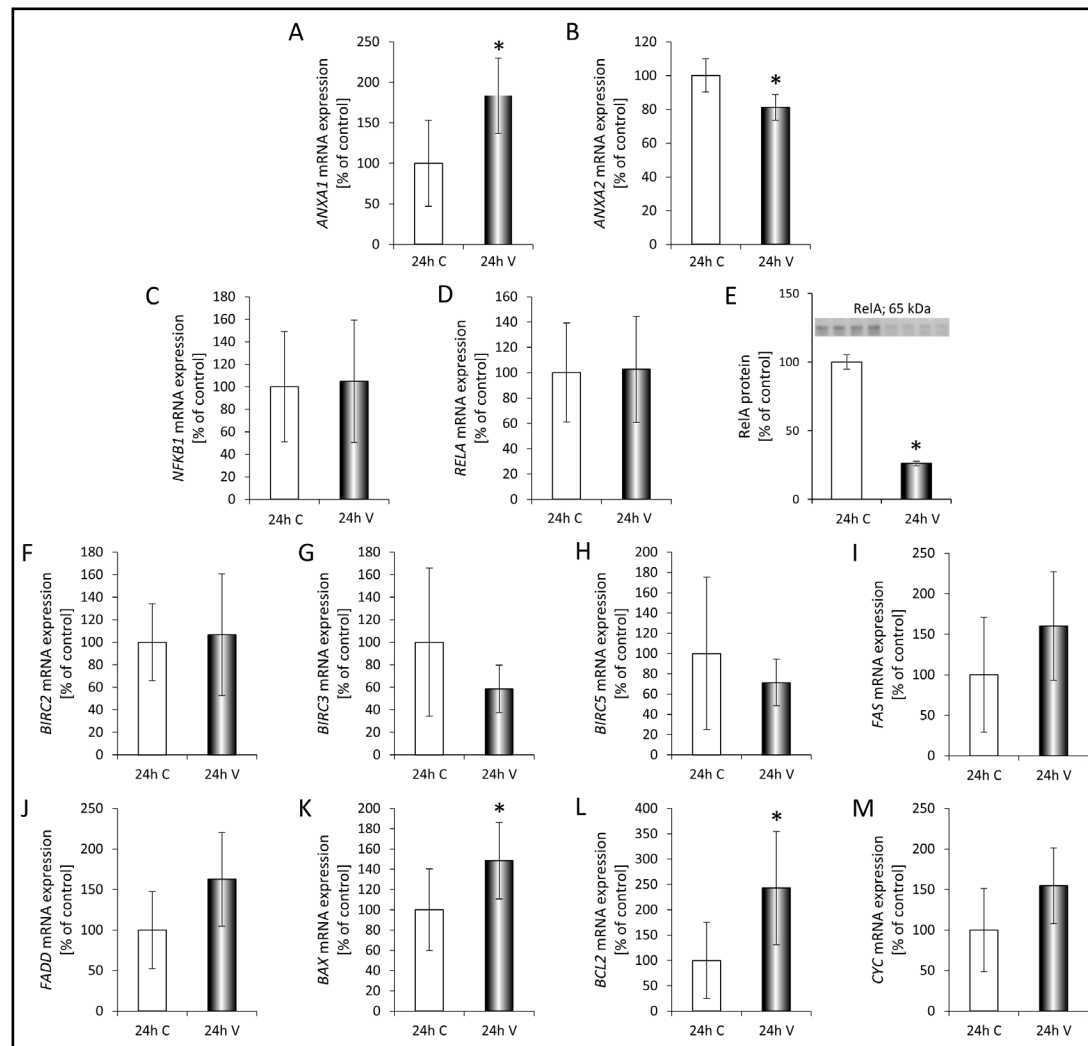 A
ANXA1 mRNA expression
[% of control]
250
200
150
100
50
0
*
24h C 24h V
B
ANXA2 mRNA expression
[% of control]
120
100
80
60
40
20
0
*
24h C 24h V
C
NFKB1 mRNA expression
[% of control]
180
160
140
120
100
80
60
40
20
0
24h C 24h V
D
RELA mRNA expression
[% of control]
160
140
120
100
80
60
40
20
0
24h C 24h V
E
RelA protein
[% of control]
150
100
50
0
RelA; 65 kDa
*
24h C 24h V
F
BIRC2 mRNA expression
[% of control]
180
160
140
120
100
80
60
40
20
0
24h C 24h V
G
BIRC3 mRNA expression
[% of control]
180
160
140
120
100
80
60
40
20
0
24h C 24h V
H
BIRC5 mRNA expression
[% of control]
200
180
160
140
120
100
80
60
40
20
0
24h C 24h V
I
FAS mRNA expression
[% of control]
250
200
150
100
50
0
24h C 24h V
J
FADD mRNA expression
[% of control]
250
200
150
100
50
0
24h C 24h V
K
BAX mRNA expression
[% of control]
200
180
160
140
120
100
80
60
40
20
0
*
24h C 24h V
L
BCL2 mRNA expression
[% of control]
400
350
300
250
200
150
100
50
0
*
24h C 24h V
M
CYC mRNA expression
[% of control]
250
200
150
100
50
0
24h C 24h V